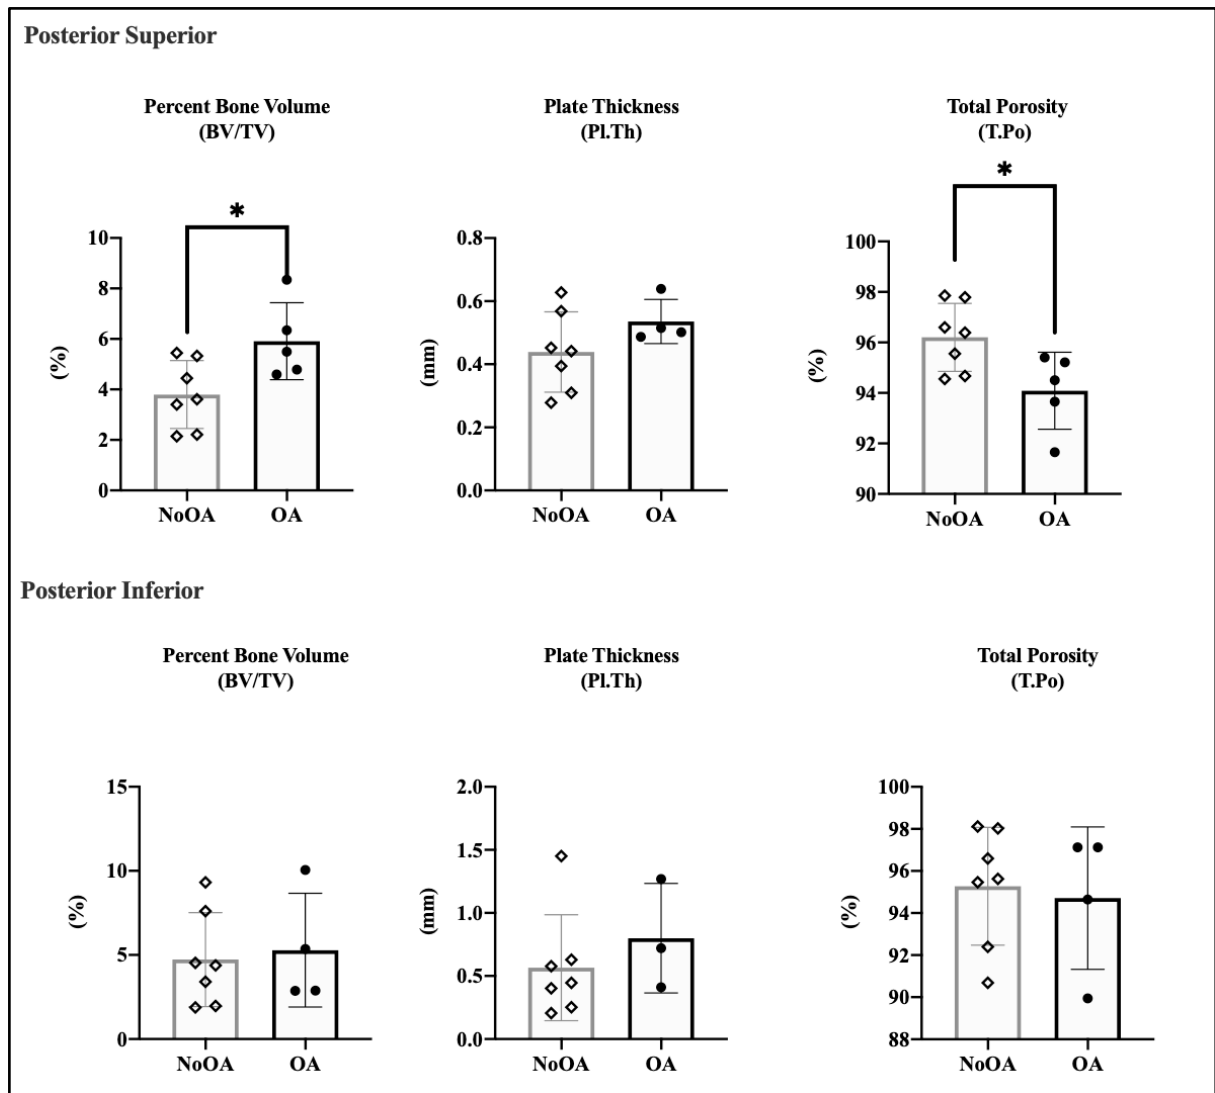 Posterior Superior
Percent Bone Volume
(BV/TV)
Plate Thickness
(Pl.Th)
Total Porosity
(T.Po)
*
*
10
8
6
4
2
0
(%)
NoOA
OA
0.8
0.6
0.4
0.2
0.0
(mm)
NoOA
OA
100
98
96
94
92
90
(%)
NoOA
OA
Posterior Inferior
Percent Bone Volume
(BV/TV)
Plate Thickness
(Pl.Th)
Total Porosity
(T.Po)
15
10
5
0
(%)
NoOA
OA
2.0
1.5
1.0
0.5
0.0
(mm)
NoOA
OA
100
98
96
94
92
90
88
(%)
NoOA
OA